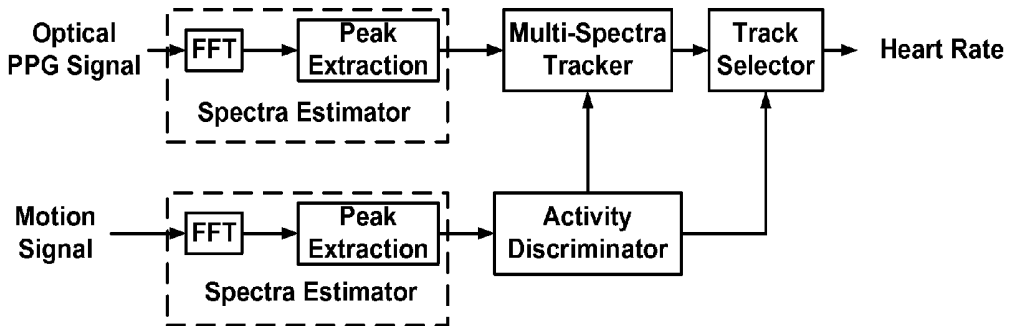 Optical
PPG Signal
FFT
Peak
Extraction
Spectra Estimator
Multi-Spectra
Tracker
Track
Selector
Heart Rate
Motion
Signal
FFT
Peak
Extraction
Spectra Estimator
Activity
Discriminator